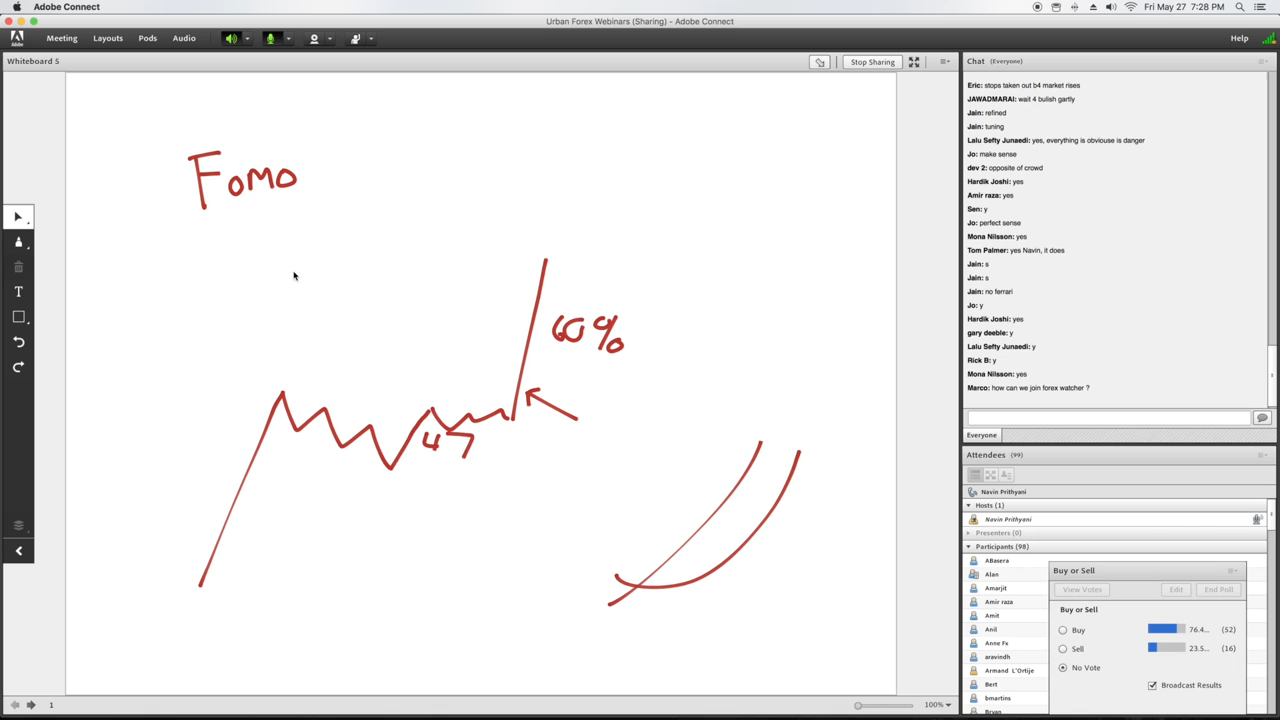 Adobe Connect
Fri May 27 7:28 PM
Urban Forex Webinars (Sharing) - Adobe Connect
Meeting Layouts Pods Audio
Help
Whiteboard 5
Stop Sharing
Fomo
60%
47
1
100%
Chat (Everyone)
Eric: stops taken out b4 market rises
JAWADMARAI: wait 4 bulish gartly
Jain: refined
Jain: tuning
Lalu Sefty Junaedi: yes, everything is obviouse is danger
Jo: make sense
dev 2: opposite of crowd
Hardik Joshi: yes
Amir raza: yes
Sen: y
Jo: perfect sense
Mona Nilsson: yes
Tom Palmer: yes Navin, it does
Jain: s
Jain: s
Jain: no ferrari
Jo: y
Hardik Joshi: yes
gary deeble: y
Lalu Sefty Junaedi: y
Rick B: y
Mona Nilsson: yes
Marco: how can we join forex watcher ?
Everyone
Attendees (99)
Navin Prithyani
Hosts (1)
Navin Prithyani
Presenters (0)
Participants (98)
ABasera
Alan
Amarjit
Amir raza
Amit
Anil
Anne Fx
aravindh
Armand L'Ortije
Bert
bmartins
Bryan
Buy or Sell
View Votes Edit End Poll
Buy or Sell
Buy 76.4... (52)
Sell 23.5... (16)
No Vote
Broadcast Results